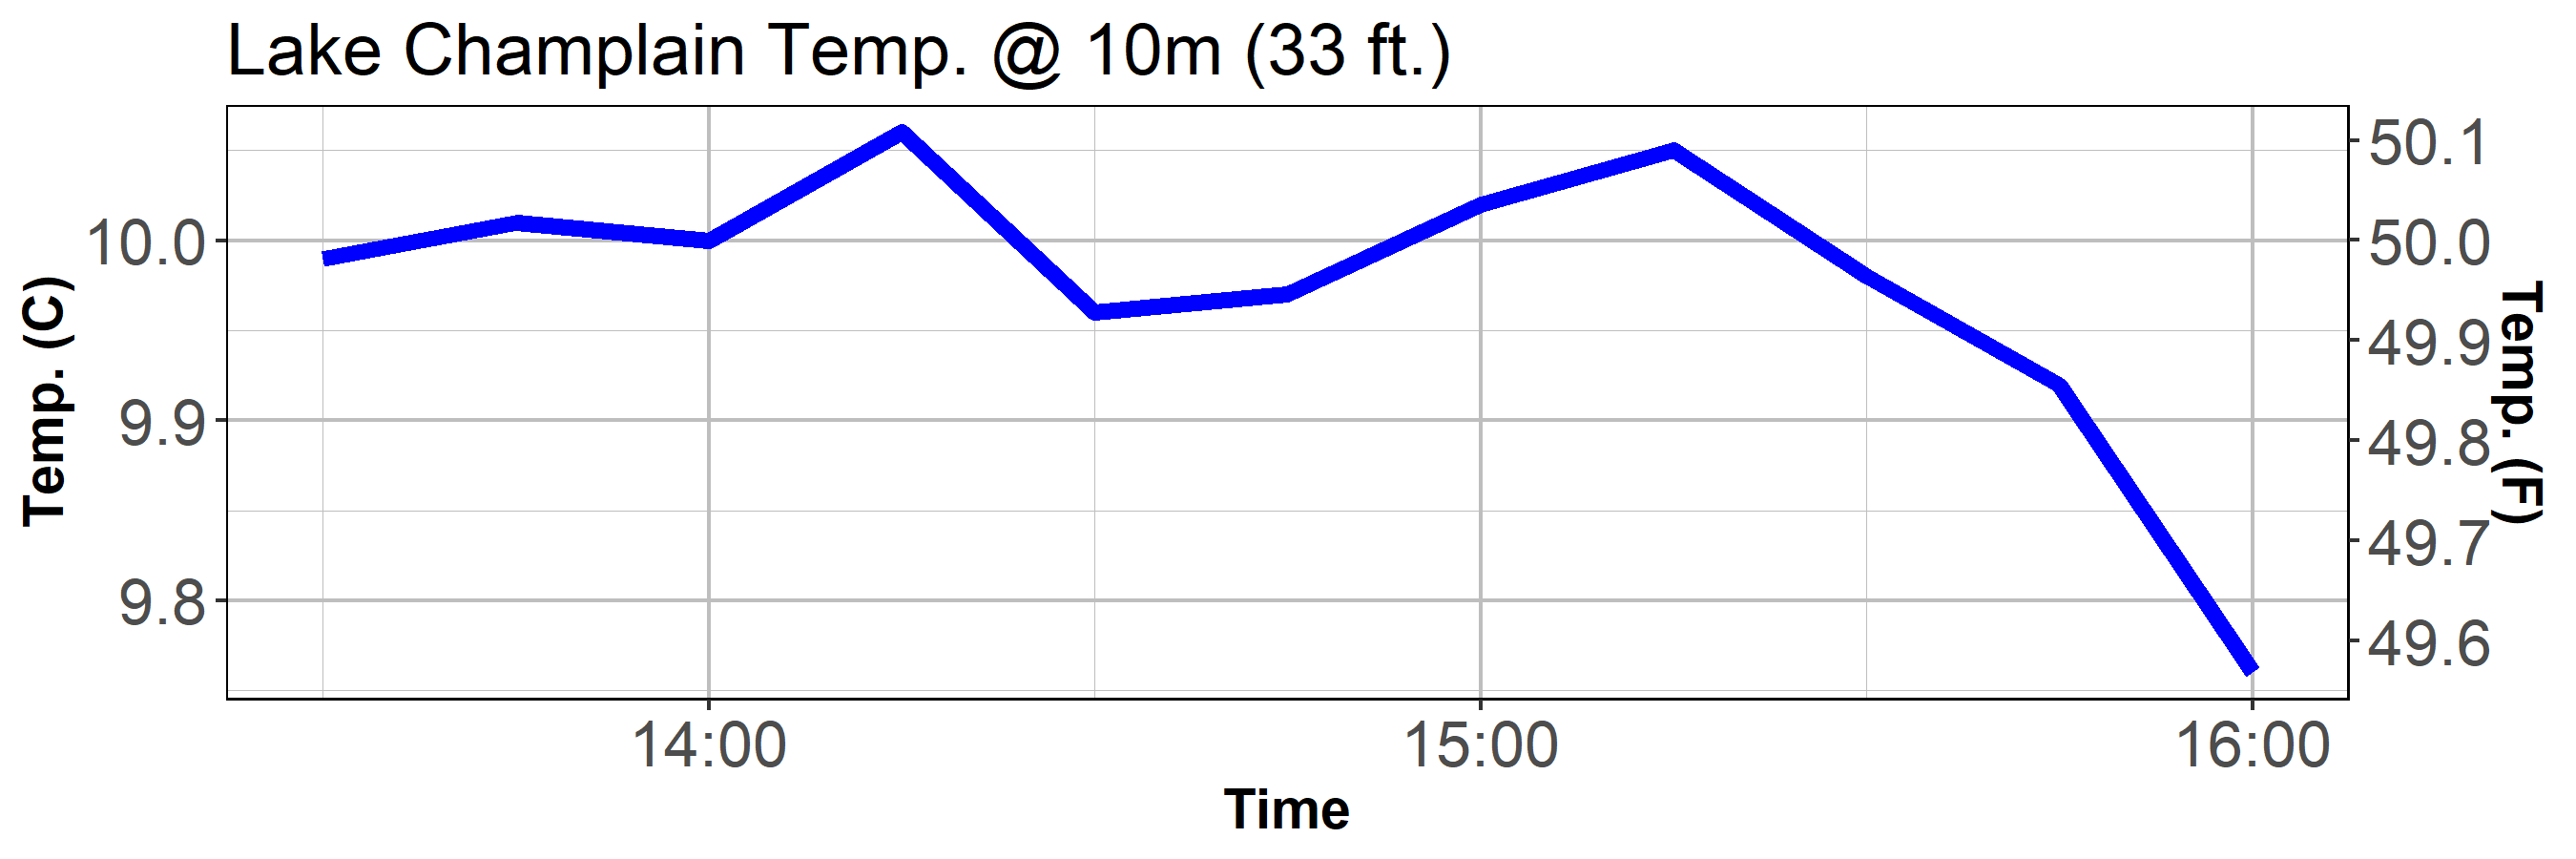 Lake Champlain Temp. @ 10m (33 ft.)
Temp. (C)
10.0
9.9
9.8
50.1
50.0
49.9
49.8
49.7
49.6
Temp. (F)
14:00 15:00 16:00
Time